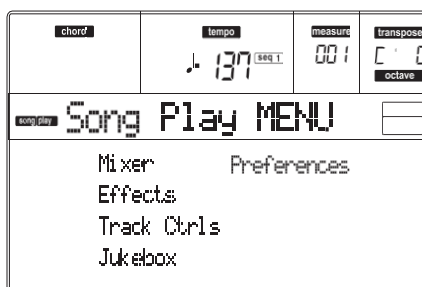 chord tempo measure transpose
♩= 137 seq 1 001 C
octave
song play Song Play MENU
Mixer Preferences
Effects
Track Ctrls
Jukebox